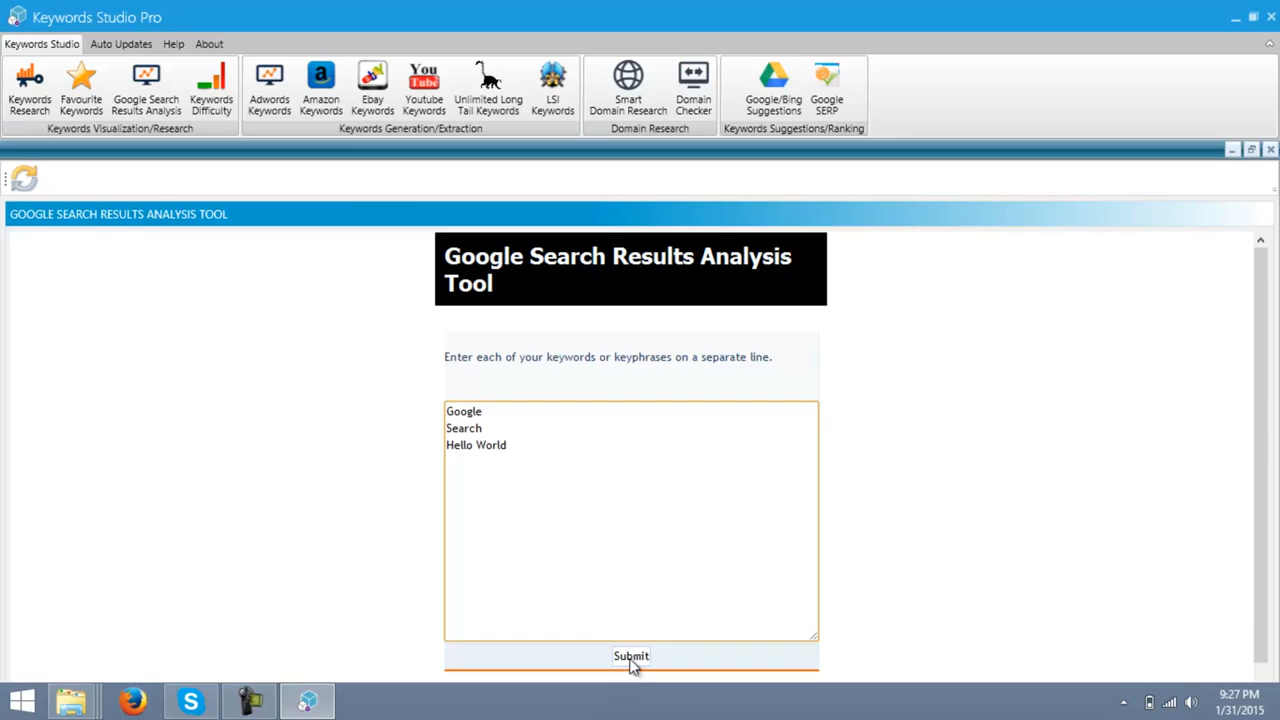 Keywords Studio Pro
Keywords Studio Auto Updates Help About
Keywords Research
Favourite Keywords
Google Search Results Analysis
Keywords Difficulty
Adwords Keywords
Amazon Keywords
Ebay Keywords
You Tube
Youtube Keywords
Unlimited Long Tail Keywords
LSI Keywords
Smart Domain Research
Domain Checker
Google/Bing Suggestions
Google SERP
Keywords Visualization/Research
Keywords Generation/Extraction
Domain Research
Keywords Suggestions/Ranking
GOOGLE SEARCH RESULTS ANALYSIS TOOL
Google Search Results Analysis
Tool
Enter each of your keywords or keyphrases on a separate line.
Google
Search
Hello World
Submit
9:27 PM
1/31/2015